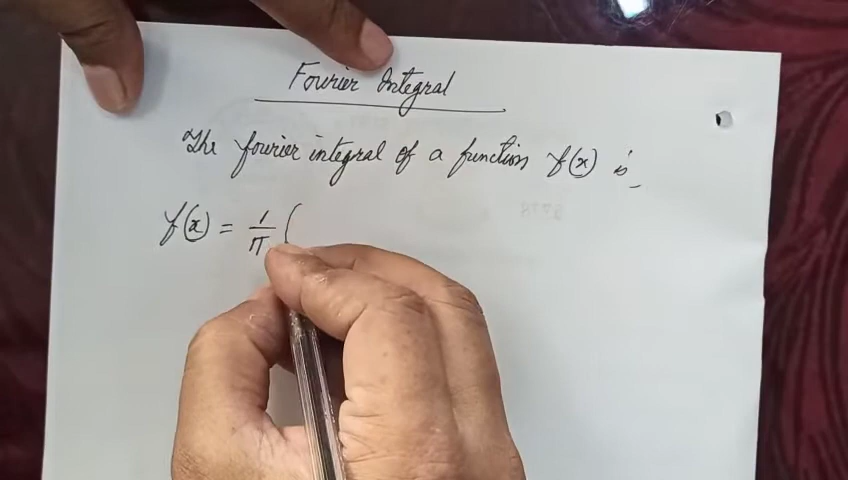 Fourier Integral
The fourier integral of a function f(x) is
f(x) = 1/π (